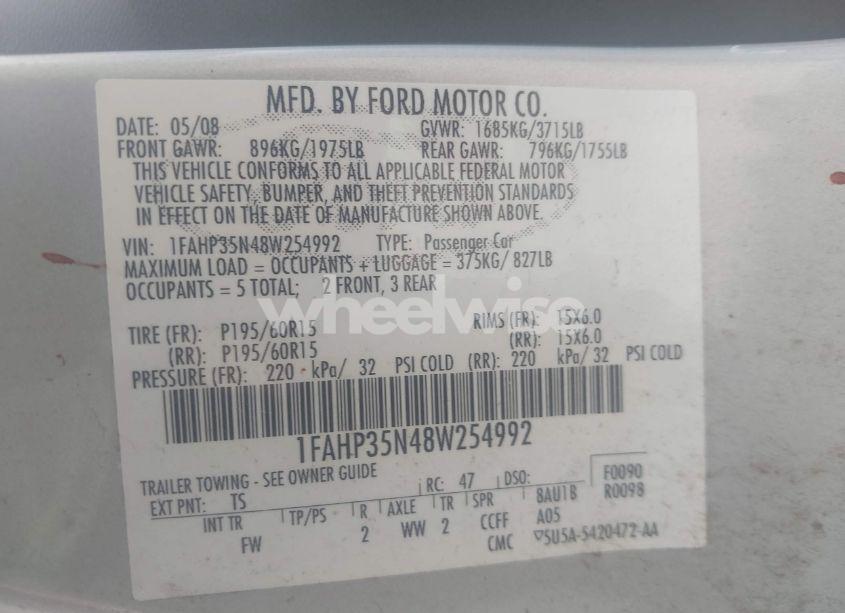 MFD. BY FORD MOTOR CO.
DATE: 05/08 GVWR: 1685KG/3715LB
FRONT GAWR: 896KG/1975LB REAR GAWR: 796KG/1755LB
THIS VEHICLE CONFORMS TO ALL APPLICABLE FEDERAL MOTOR
VEHICLE SAFETY, BUMPER, AND THEFT PREVENTION STANDARDS
IN EFFECT ON THE DATE OF MANUFACTURE SHOWN ABOVE.
VIN: 1FAHP35N48W254992 TYPE: Passenger Car
MAXIMUM LOAD = OCCUPANTS + LUGGAGE = 375KG/ 827LB
OCCUPANTS = 5 TOTAL; 2 FRONT, 3 REAR
wheelwise
TIRE (FR): P195/60R15 RIMS (FR): 15X6.0
(RR): P195/60R15 (RR): 15X6.0
PRESSURE (FR): 220 kPa/ 32 PSI COLD (RR): 220 kPa/ 32 PSI COLD
1FAHP35N48W254992
TRAILER TOWING - SEE OWNER GUIDE
EXT PNT: TS RC: 47 DSO: F0090
R0098
INT TR TP/PS R AXLE TR SPR 8AU1B
FW 2 WW 2 CCFF A05
CMC 5U5A-5420472-AA